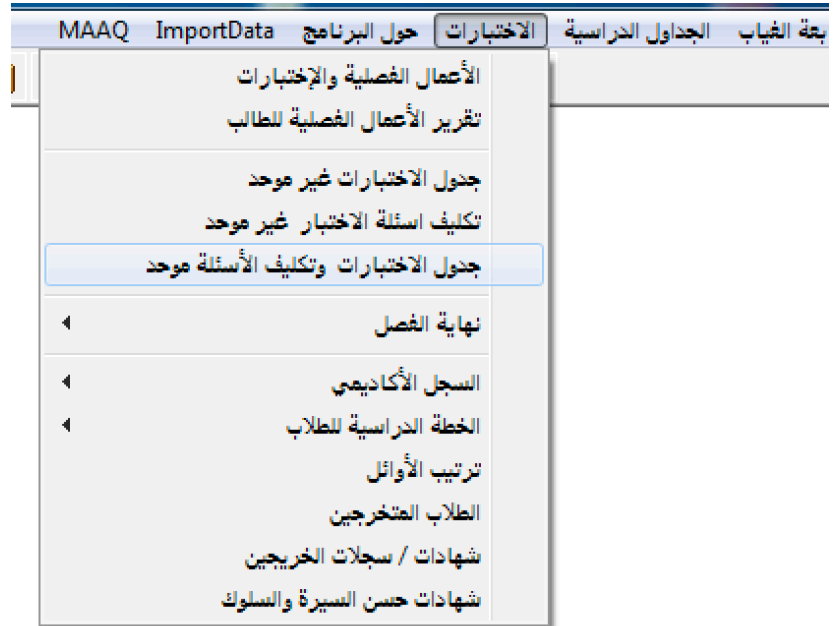 بعة الغياب الجداول الدراسية الاختبارات حول البرنامج ImportData MAAQ
الأعمال الفصلية والإختبارات
تقرير الأعمال الفصلية للطالب
جدول الاختبارات غير موحد
تكليف اسئلة الاختبار غير موحد
جدول الاختبارات وتكليف الأسئلة موحد
نهاية الفصل
السجل الأكاديمي
الخطة الدراسية للطلاب
ترتيب الأوائل
الطلاب المتخرجين
شهادات / سجلات الخريجين
شهادات حسن السيرة والسلوك